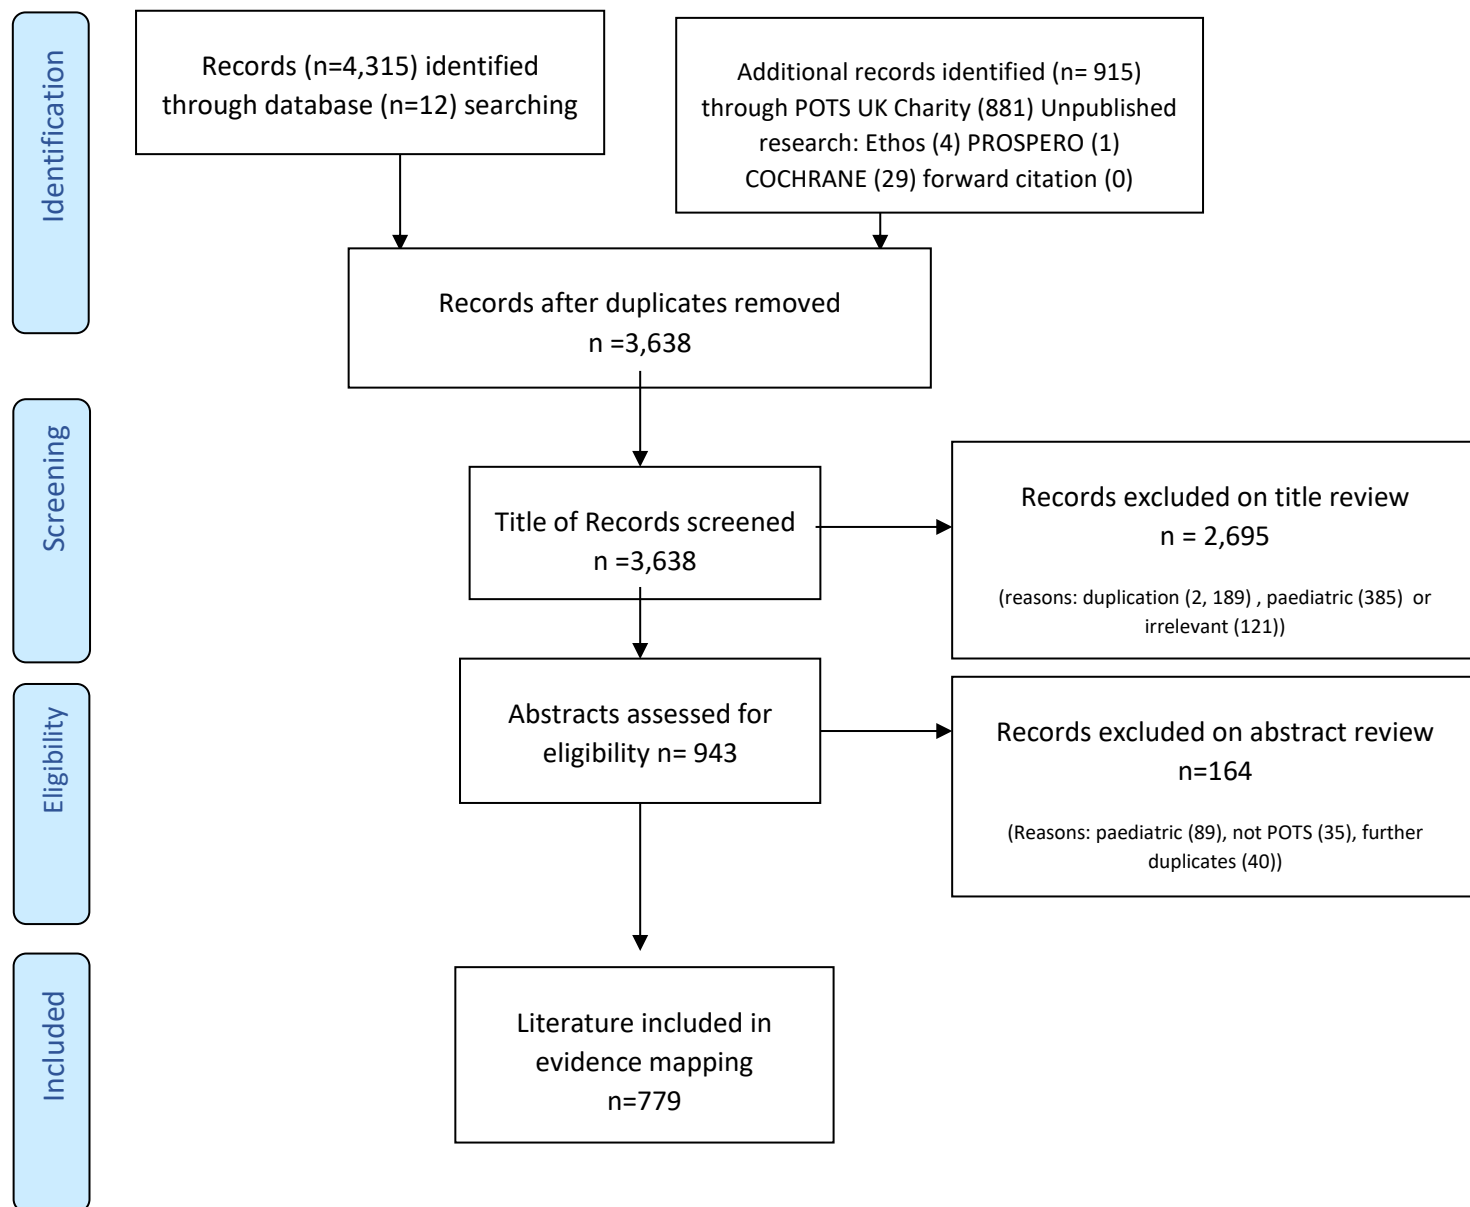 Identification
Records (n=4,315) identified
through database (n=12) searching
Additional records identified (n= 915)
through POTS UK Charity (881) Unpublished
research: Ethos (4) PROSPERO (1)
COCHRANE (29) forward citation (0)
Records after duplicates removed
n =3,638
Screening
Title of Records screened
n =3,638
Records excluded on title review
n = 2,695
(reasons: duplication (2, 189) , paediatric (385) or
irrelevant (121))
Eligibility
Abstracts assessed for
eligibility n= 943
Records excluded on abstract review
n=164
(Reasons: paediatric (89), not POTS (35), further
duplicates (40))
Included
Literature included in
evidence mapping
n=779